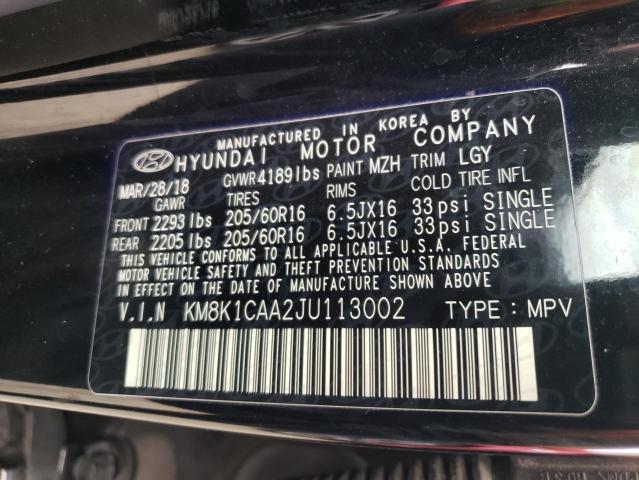 MANUFACTURED IN KOREA BY
HYUNDAI MOTOR COMPANY
MAR/28/18 GVWR 4189lbs PAINT MZH TRIM LGY
GAWR TIRES RIMS COLD TIRE INFL
FRONT 2293 lbs 205/60R16 6.5JX16 33psi SINGLE
REAR 2205 lbs 205/60R16 6.5JX16 33psi SINGLE
THIS VEHICLE CONFORMS TO ALL APPLICABLE U.S.A. FEDERAL
MOTOR VEHICLE SAFETY AND THEFT PREVENTION STANDARDS
IN EFFECT ON THE DATE OF MANUFACTURE SHOWN ABOVE
V.I.N KM8K1CAA2JU113002 TYPE : MPV